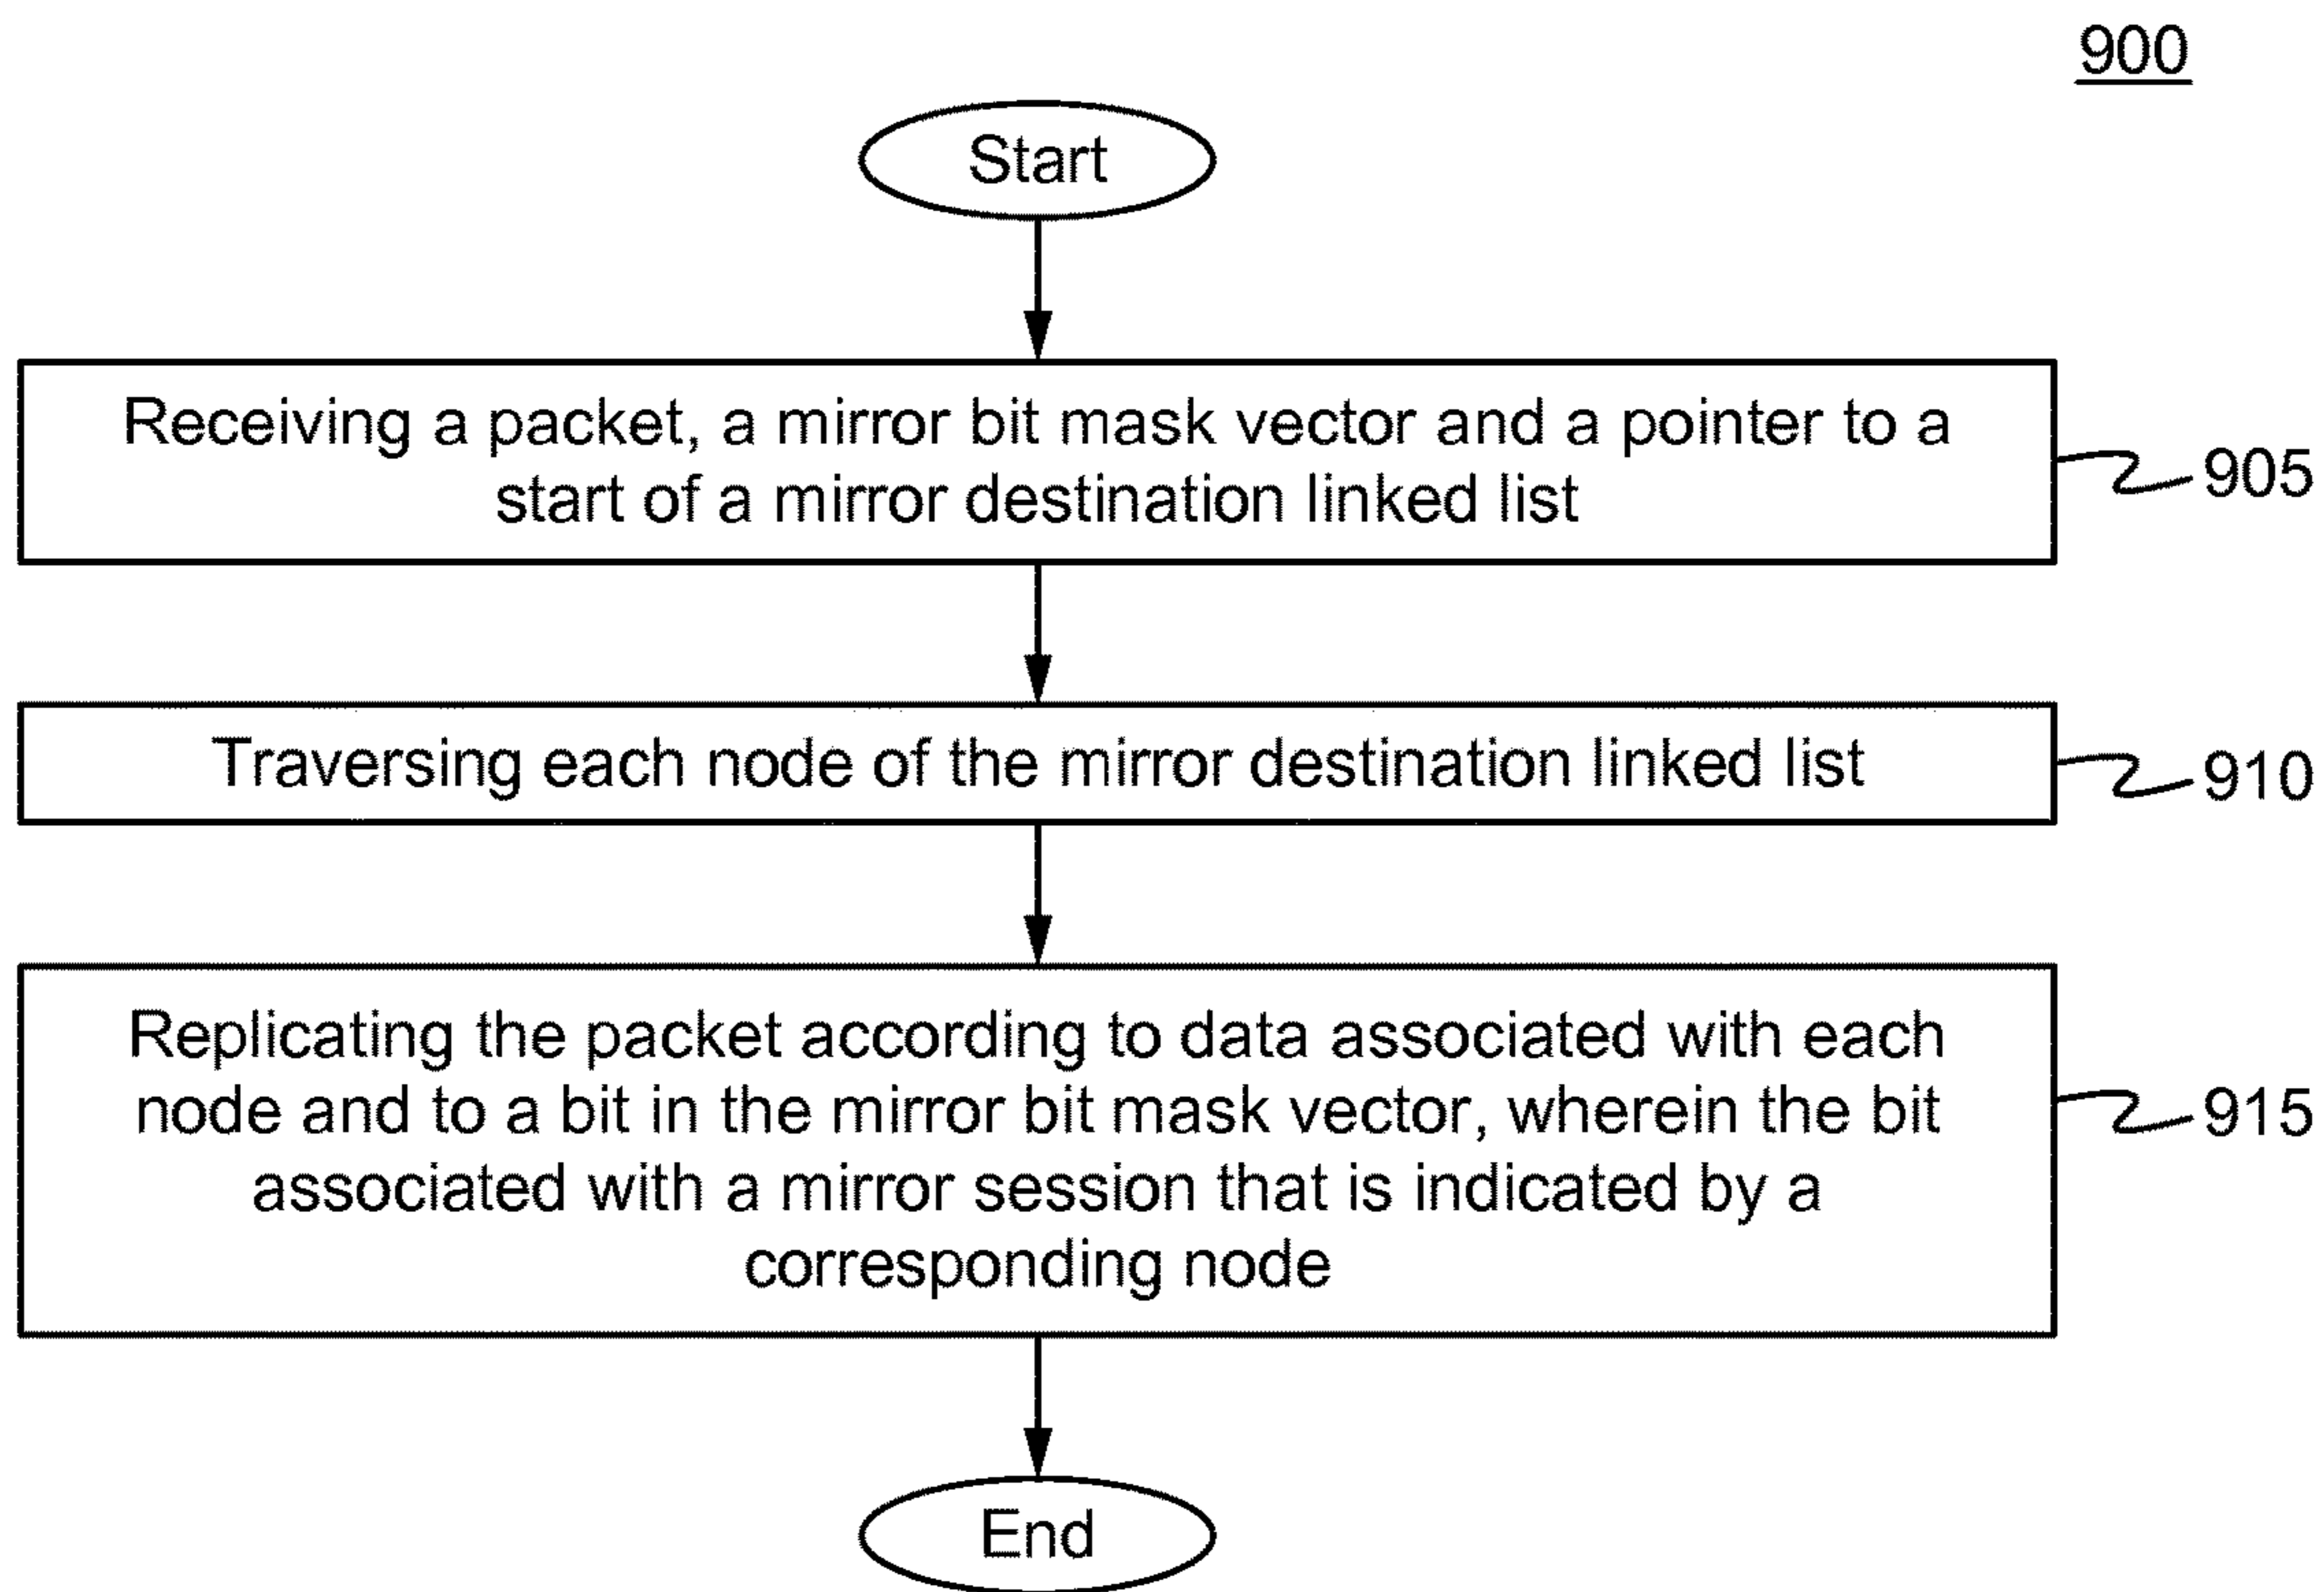 900
Start
Receiving a packet, a mirror bit mask vector and a pointer to a
start of a mirror destination linked list
905
Traversing each node of the mirror destination linked list
910
Replicating the packet according to data associated with each
node and to a bit in the mirror bit mask vector, wherein the bit
associated with a mirror session that is indicated by a
corresponding node
915
End